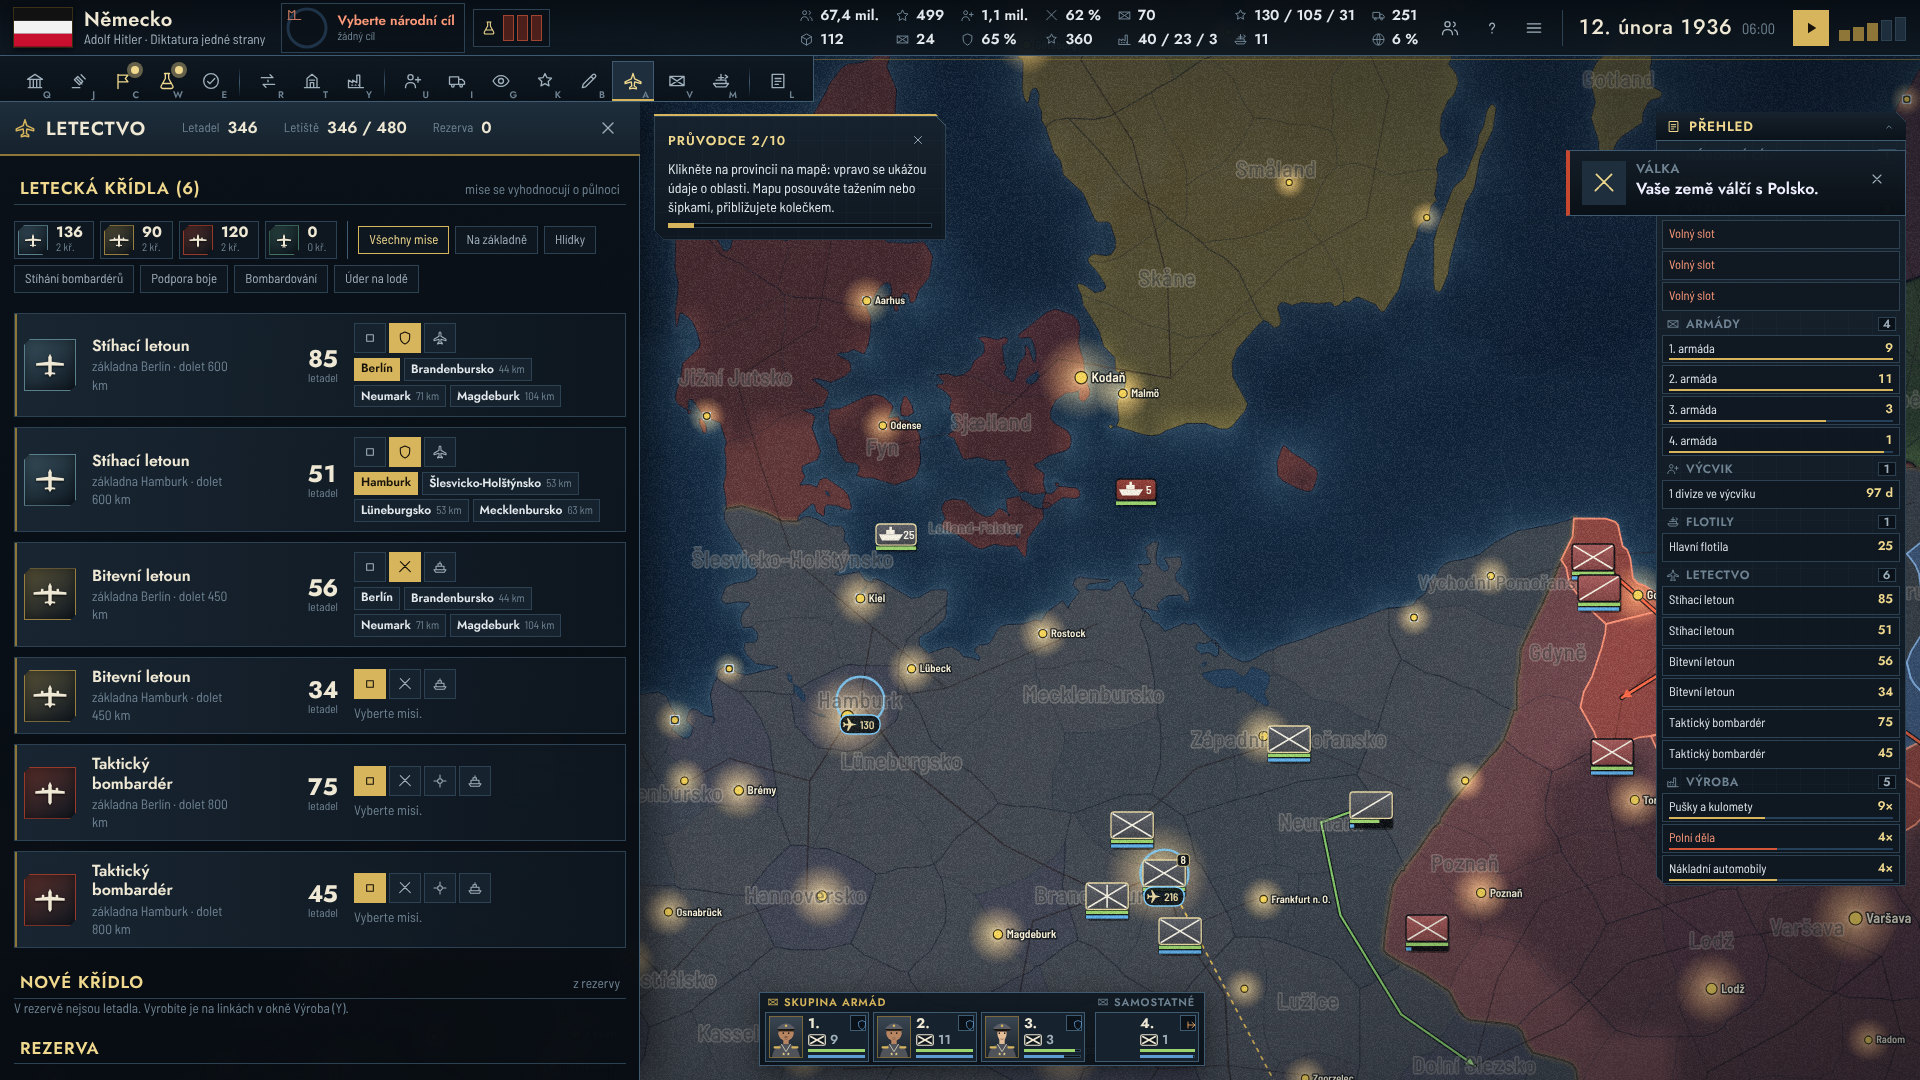 Německo
Adolf Hitler · Diktatura jedné strany
Vyberte národní cíl
žádný cíl
67,4 mil. 499 1,1 mil. 62 % 70 130 / 105 / 31 251
112 24 65 % 360 40 / 23 / 3 11 6 %
12. února 1936 06:00
Q J C W E R T Y U I G K B A V M L
LETECTVO Letadel 346 Letiště 346 / 480 Rezerva 0
LETECKÁ KŘÍDLA (6) mise se vyhodnocují o půlnoci
136 2 kř. 90 2 kř. 120 2 kř. 0 0 kř. Všechny mise Na základně Hlídky
Stíhání bombardérů Podpora boje Bombardování Úder na lodě
Stíhací letoun
základna Berlín · dolet 600
km
85
letadel
Berlín Brandenbursko 44 km
Neumark 71 km Magdeburk 104 km
Stíhací letoun
základna Hamburk · dolet
600 km
51
letadel
Hamburk Šlesvicko-Holštýnsko 53 km
Lüneburgsko 53 km Mecklenbursko 63 km
Bitevní letoun
základna Berlín · dolet 450
km
56
letadel
Berlín Brandenbursko 44 km
Neumark 71 km Magdeburk 104 km
Bitevní letoun
základna Hamburk · dolet
450 km
34
letadel
Vyberte misi.
Taktický
bombardér
základna Berlín · dolet 800
km
75
letadel
Vyberte misi.
Taktický
bombardér
základna Hamburk · dolet
800 km
45
letadel
Vyberte misi.
NOVÉ KŘÍDLO z rezervy
V rezervě nejsou letadla. Vyrobíte je na linkách v okně Výroba (Y).
REZERVA
PRŮVODCE 2/10
Klikněte na provincii na mapě: vpravo se ukážou
údaje o oblasti. Mapu posouváte tažením nebo
šipkami, přibližujete kolečkem.
Gotland
Småland
Skåne
Aarhus
Jižní Jutsko
Kodaň
Malmö
Odense
Fyn
Sjælland
5
25
Lolland-Falster
Šlesvicko-Holštýnsko
Kiel
Rostock
Lübeck
Hamburk
130
Mecklenbursko
Lüneburgsko
Brémy
Gdyně
Poznaň
Poznaň
8
216
Frankfurt n. O.
Hannoversko
Osnabrück
Magdeburk
Lužice
Lodž
Lodž
Varšava
Varšava
Radom
Kassel
Dolní Slezsko
Zgorzelec
PŘEHLED
VÁLKA
Vaše země válčí s Polsko.
Volný slot
Volný slot
Volný slot
ARMÁDY 4
1. armáda 9
2. armáda 11
3. armáda 3
4. armáda 1
VÝCVIK 1
1 divize ve výcviku 97 d
FLOTILY 1
Hlavní flotila 25
LETECTVO 6
Stíhací letoun 85
Stíhací letoun 51
Bitevní letoun 56
Bitevní letoun 34
Taktický bombardér 75
Taktický bombardér 45
VÝROBA 5
Pušky a kulomety 9×
Polní děla 4×
Nákladní automobily 4×
SKUPINA ARMÁD SAMOSTATNÉ
1. 9
2. 11
3. 3
4. 1